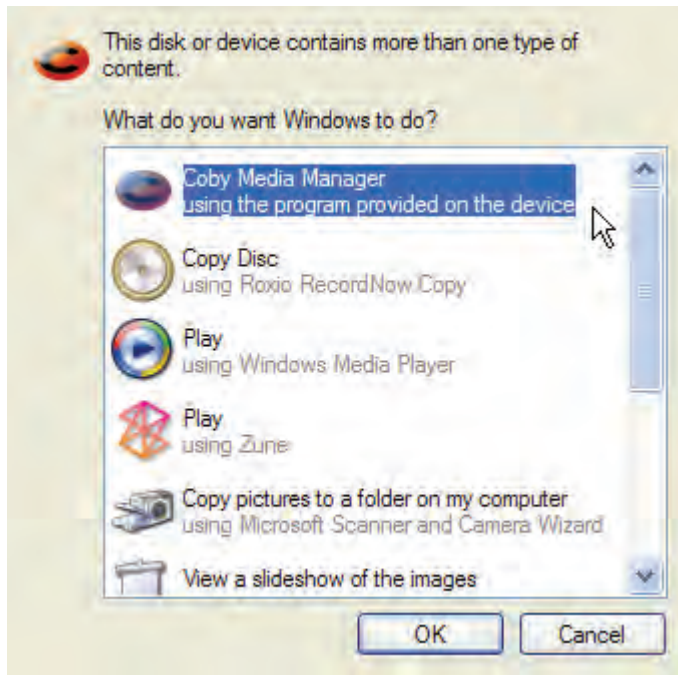 This disk or device contains more than one type of
content.
What do you want Windows to do?
Coby Media Manager
using the program provided on the device
Copy Disc
using Roxio RecordNow Copy
Play
using Windows Media Player
Play
using Zune
Copy pictures to a folder on my computer
using Microsoft Scanner and Camera Wizard
View a slideshow of the images
OK
Cancel